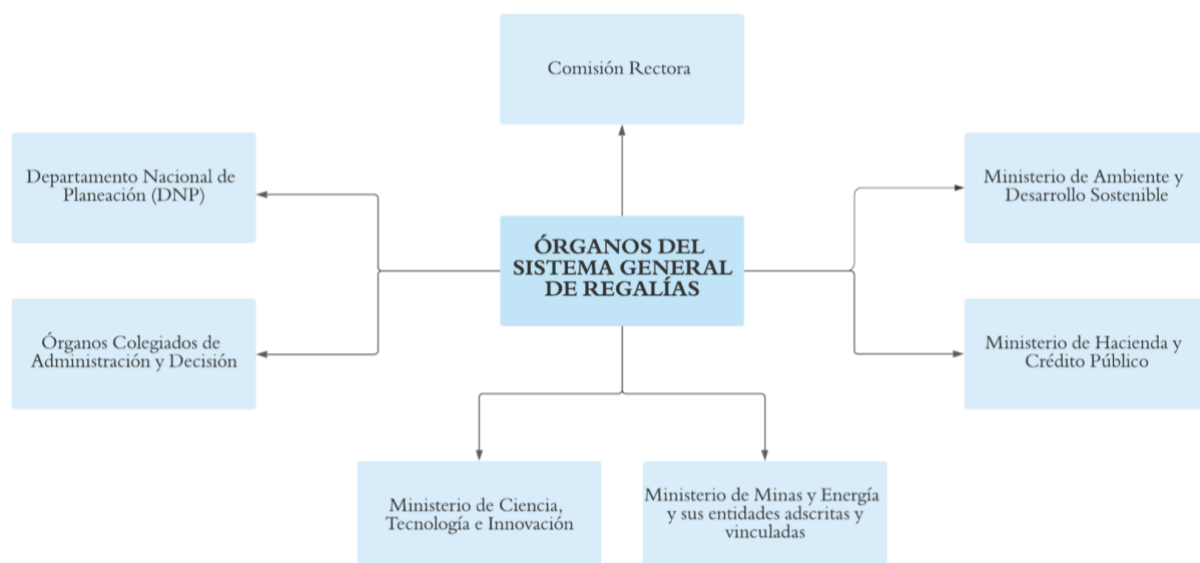 Comisión Rectora
Departamento Nacional de
Planeación (DNP)
Ministerio de Ambiente y
Desarrollo Sostenible
ÓRGANOS DEL
SISTEMA GENERAL
DE REGALÍAS
Órganos Colegiados de
Administración y Decisión
Ministerio de Hacienda y
Crédito Público
Ministerio de Ciencia,
Tecnología e Innovación
Ministerio de Minas y Energía
y sus entidades adscritas y
vinculadas